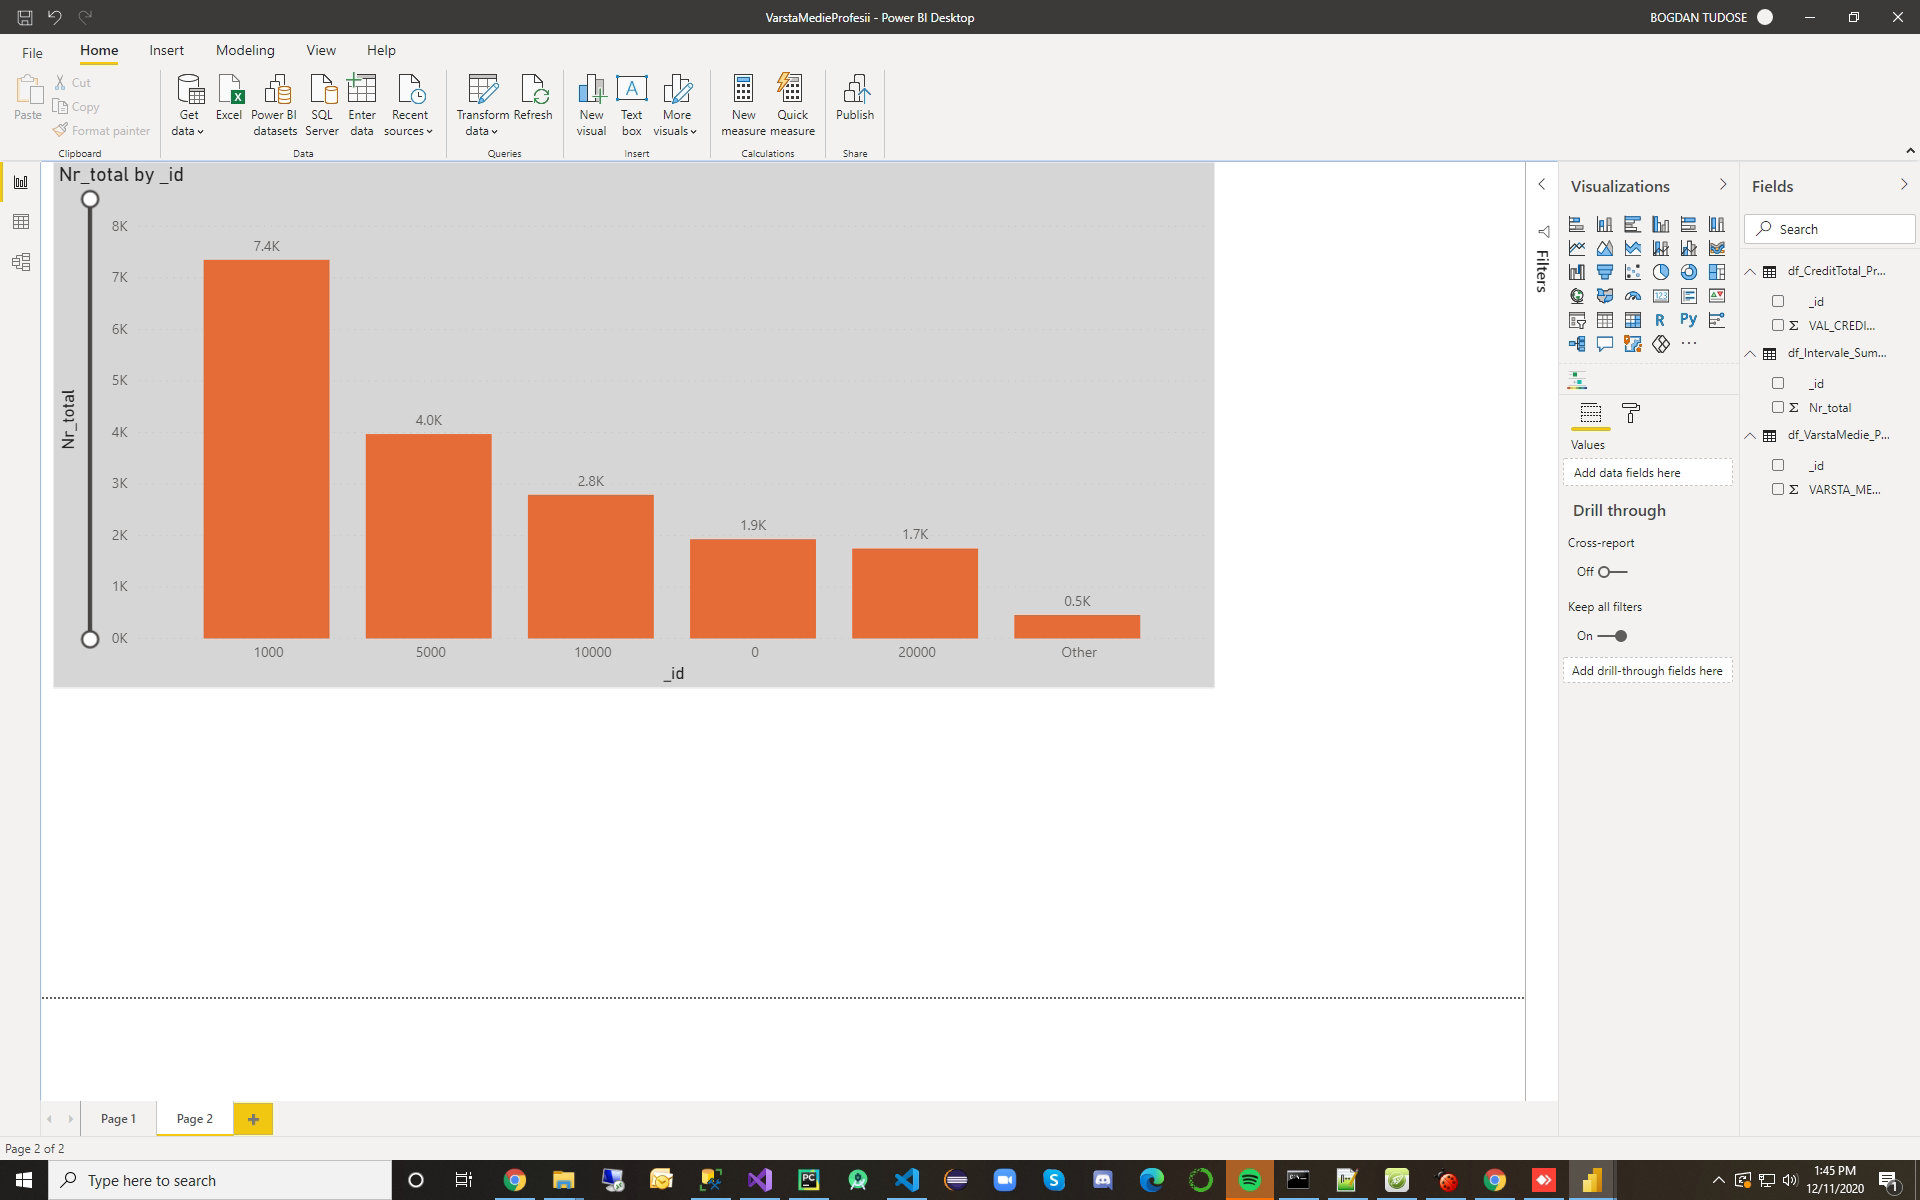 VarstaMedieProfesii - Power BI Desktop
BOGDAN TUDOSE
File Home Insert Modeling View Help
Paste
Cut
Copy
Format painter
Clipboard
Get data
Excel
Power BI datasets
SQL Server
Enter data
Recent sources
Data
Transform data
Refresh
Queries
New visual
Text box
More visuals
Insert
New measure
Quick measure
Calculations
Publish
Share
Nr_total by _id
Nr_total
8K
7K
6K
5K
4K
3K
2K
1K
0K
7.4K
4.0K
2.8K
1.9K
1.7K
0.5K
1000 5000 10000 0 20000 Other
_id
Filters
Visualizations
123
R
Py
Values
Add data fields here
Drill through
Cross-report
Off
Keep all filters
On
Add drill-through fields here
Fields
Search
df_CreditTotal_Pr...
_id
Σ VAL_CREDI...
df_Intervale_Sum...
_id
Σ Nr_total
df_VarstaMedie_P...
_id
Σ VARSTA_ME...
Page 1
Page 2
+
Page 2 of 2
Type here to search
PC
1:45 PM
12/11/2020
1